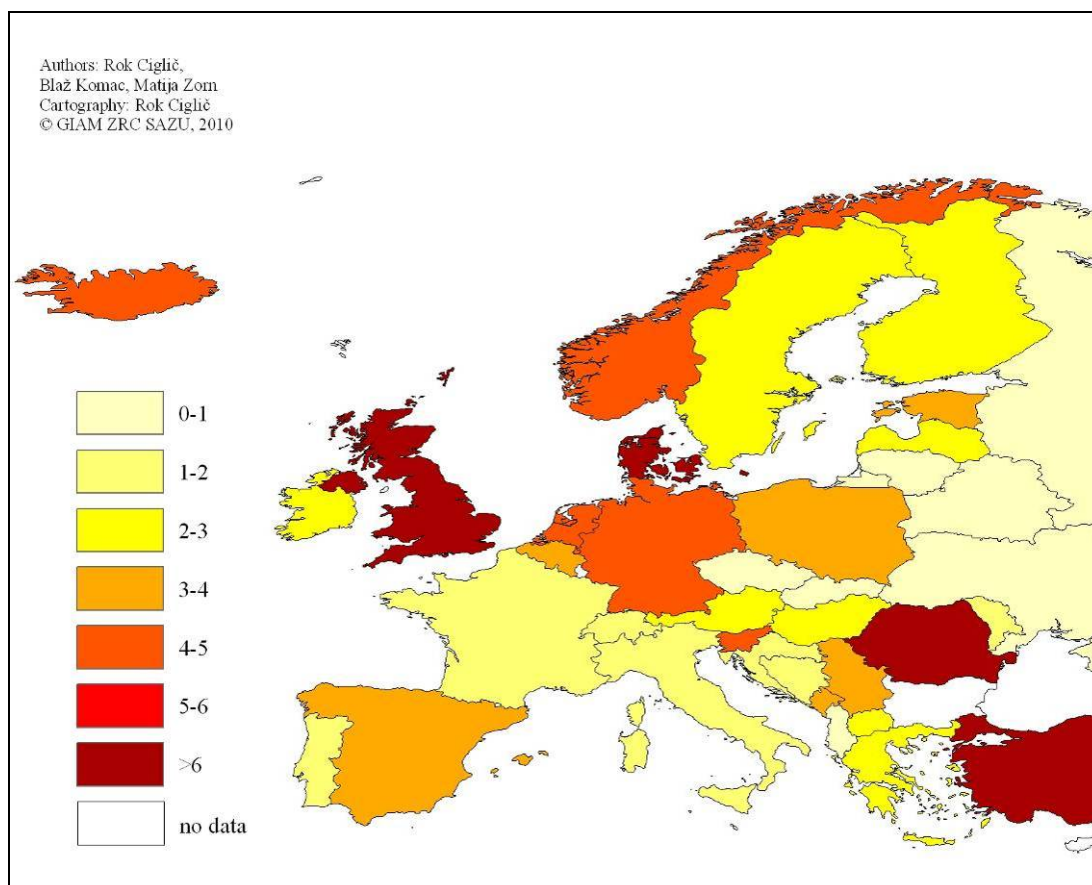 Authors: Rok Ciglič,
Blaž Komac, Matija Zorn
Cartography: Rok Ciglič
© GIAM ZRC SAZU, 2010
0-1
1-2
2-3
3-4
4-5
5-6
>6
no data